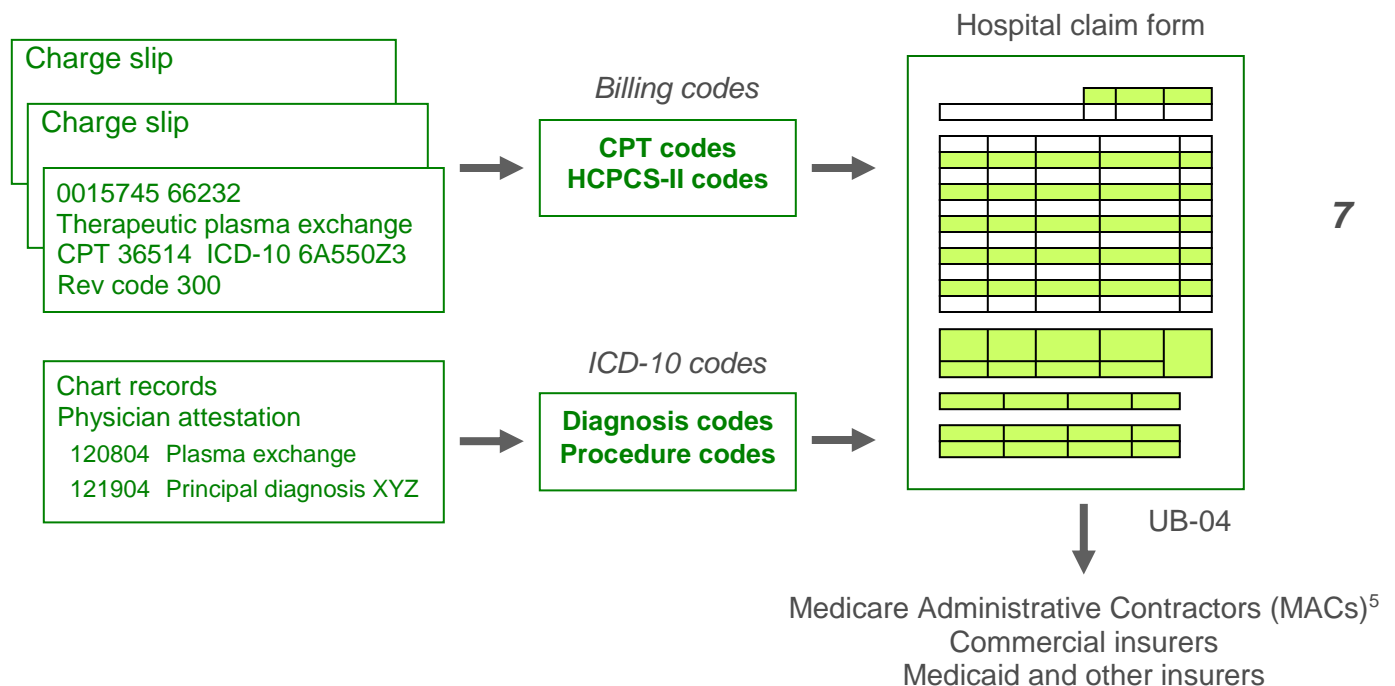 Hospital claim form
Charge slip
Charge slip
0015745 66232
Therapeutic plasma exchange
CPT 36514 ICD-10 6A550Z3
Rev code 300
Billing codes
CPT codes
HCPCS-II codes
7
Chart records
Physician attestation
120804 Plasma exchange
121904 Principal diagnosis XYZ
ICD-10 codes
Diagnosis codes
Procedure codes
UB-04
Medicare Administrative Contractors (MACs)⁵
Commercial insurers
Medicaid and other insurers